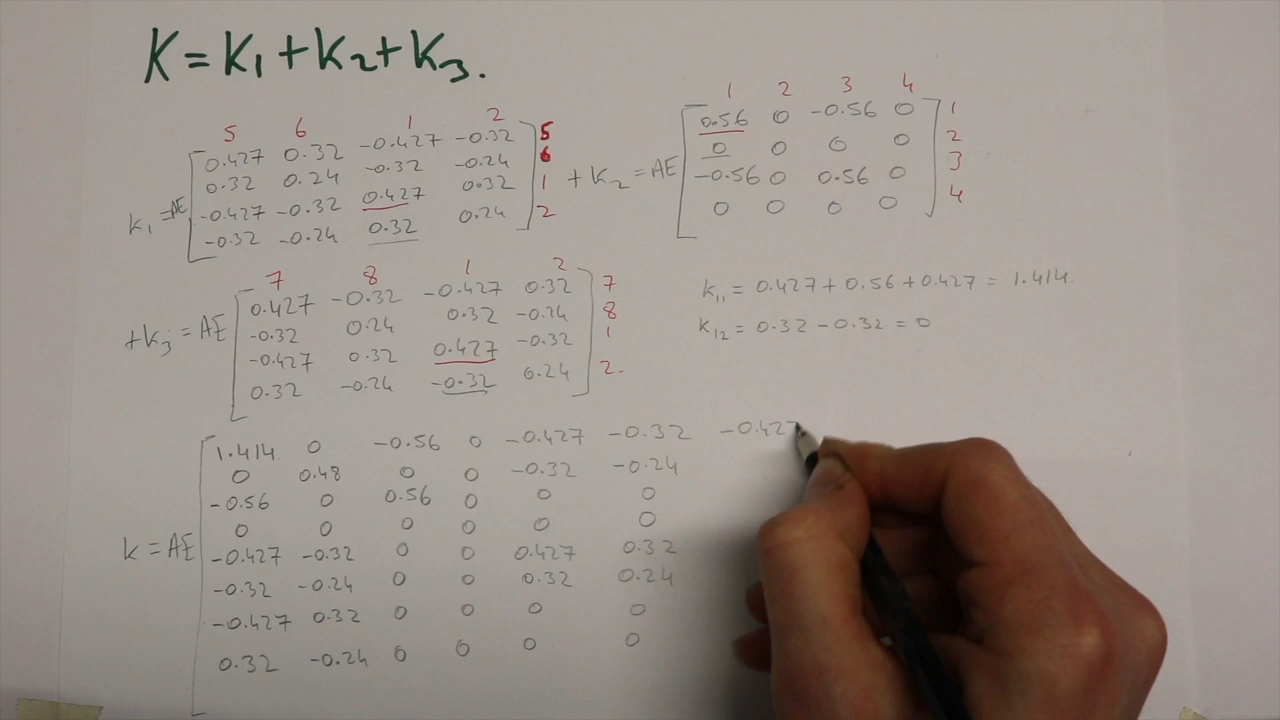 K = K1 + K2 + K3.
5 6 1 2
k1 = AE [ 0.427 0.32 -0.427 -0.32 ] 5
0.32 0.24 -0.32 -0.24 6
-0.427 -0.32 0.427 0.32 1
-0.32 -0.24 0.32 0.24 2
1 2 3 4
+ K2 = AE [ 0.56 0 -0.56 0 ] 1
0 0 0 0 2
-0.56 0 0.56 0 3
0 0 0 0 4
7 8 1 2
+k3 = AE [ 0.427 -0.32 -0.427 0.32 ] 7
-0.32 0.24 0.32 -0.24 8
-0.427 0.32 0.427 -0.32 1
0.32 -0.24 -0.32 0.24 2.
K11 = 0.427 + 0.56 + 0.427 = 1.414.
K12 = 0.32 - 0.32 = 0
k = AE [ 1.414. 0 -0.56 0 -0.427 -0.32 -0.427
0 0.48 0 0 -0.32 -0.24
-0.56 0 0.56 0 0 0
0 0 0 0 0 0
-0.427 -0.32 0 0 0.427 0.32
-0.32 -0.24 0 0 0.32 0.24
-0.427 0.32 0 0 0 0
0.32 -0.24 0 0 0 0